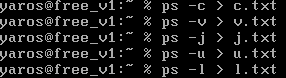 yaros@free_v1:~ % ps -c > c.txt
yaros@free_v1:~ % ps -v > v.txt
yaros@free_v1:~ % ps -j > j.txt
yaros@free_v1:~ % ps -u > u.txt
yaros@free_v1:~ % ps -l > l.txt